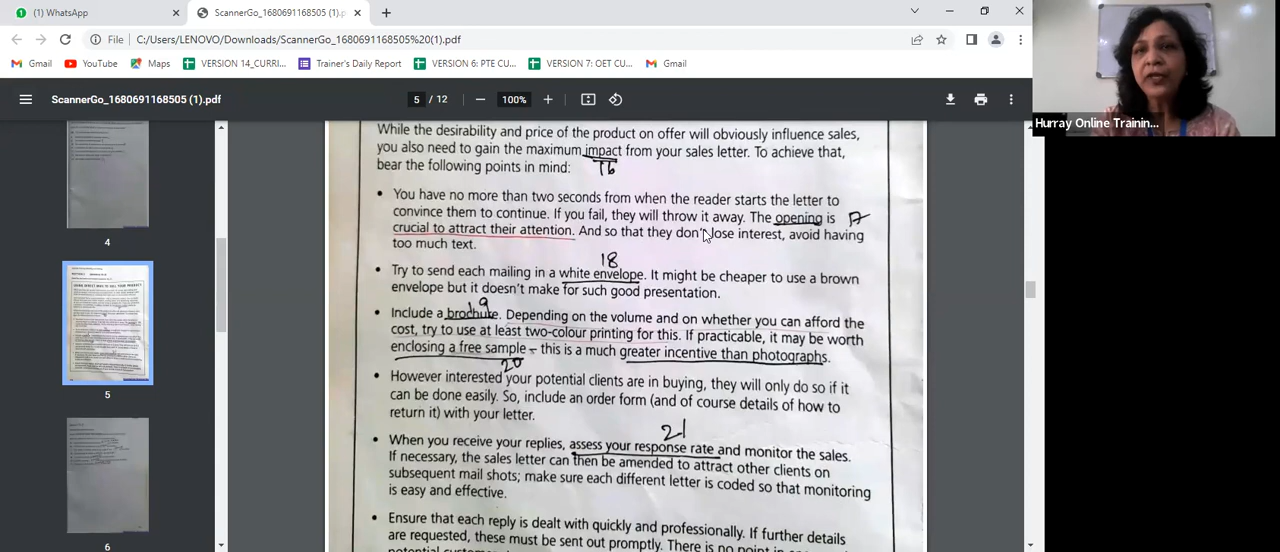 (1) WhatsApp
ScannerGo_1680691168505 (1).p
File
C:/Users/LENOVO/Downloads/ScannerGo_1680691168505%20(1).pdf
Gmail
YouTube
Maps
VERSION 14_CURRI...
Trainer's Daily Report
VERSION 6: PTE CU...
VERSION 7: OET CU...
Gmail
ScannerGo_1680691168505 (1).pdf
5 / 12
100%
Hurray Online Trainin...
4
5
6
While the desirability and price of the product on offer will obviously influence sales,
you also need to gain the maximum impact from your sales letter. To achieve that,
bear the following points in mind:
16
• You have no more than two seconds from when the reader starts the letter to
convince them to continue. If you fail, they will throw it away. The opening is
crucial to attract their attention. And so that they don't lose interest, avoid having
too much text.
18
• Try to send each mailing in a white envelope. It might be cheaper to use a brown
envelope but it doesn't make for such good presentation.
• Include a brochure. Depending on the volume and on whether you can afford the
cost, try to use at least two-colour printing for this. If practicable, it may be worth
enclosing a free sample – this is a much greater incentive than photographs.
20
• However interested your potential clients are in buying, they will only do so if it
can be done easily. So, include an order form (and of course details of how to
return it) with your letter.
21
• When you receive your replies, assess your response rate and monitor the sales.
If necessary, the sales letter can then be amended to attract other clients on
subsequent mail shots; make sure each different letter is coded so that monitoring
is easy and effective.
• Ensure that each reply is dealt with quickly and professionally. If further details
are requested, these must be sent out promptly. There is no point in